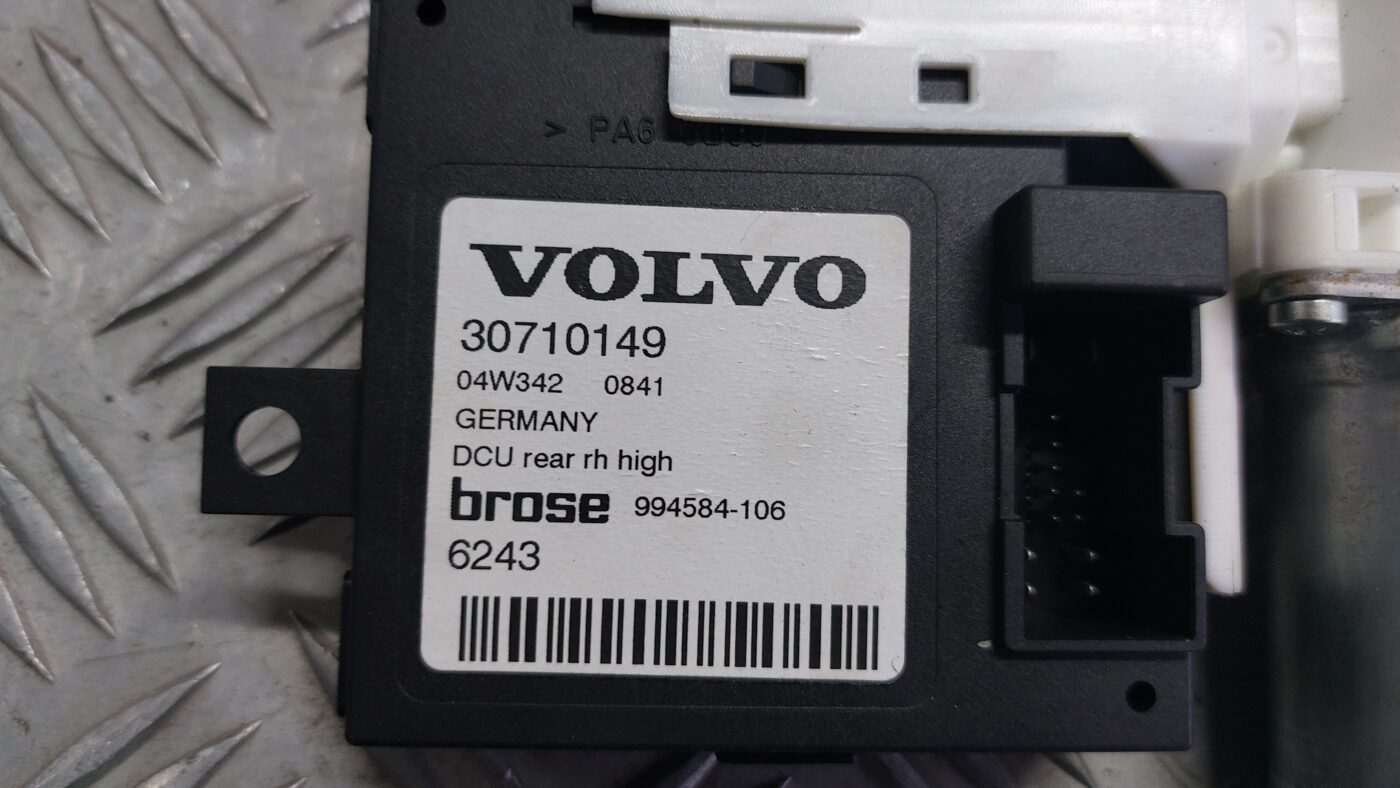 > PA6
VOLVO
30710149
04W342 0841
GERMANY
DCU rear rh high
brose 994584-106
6243